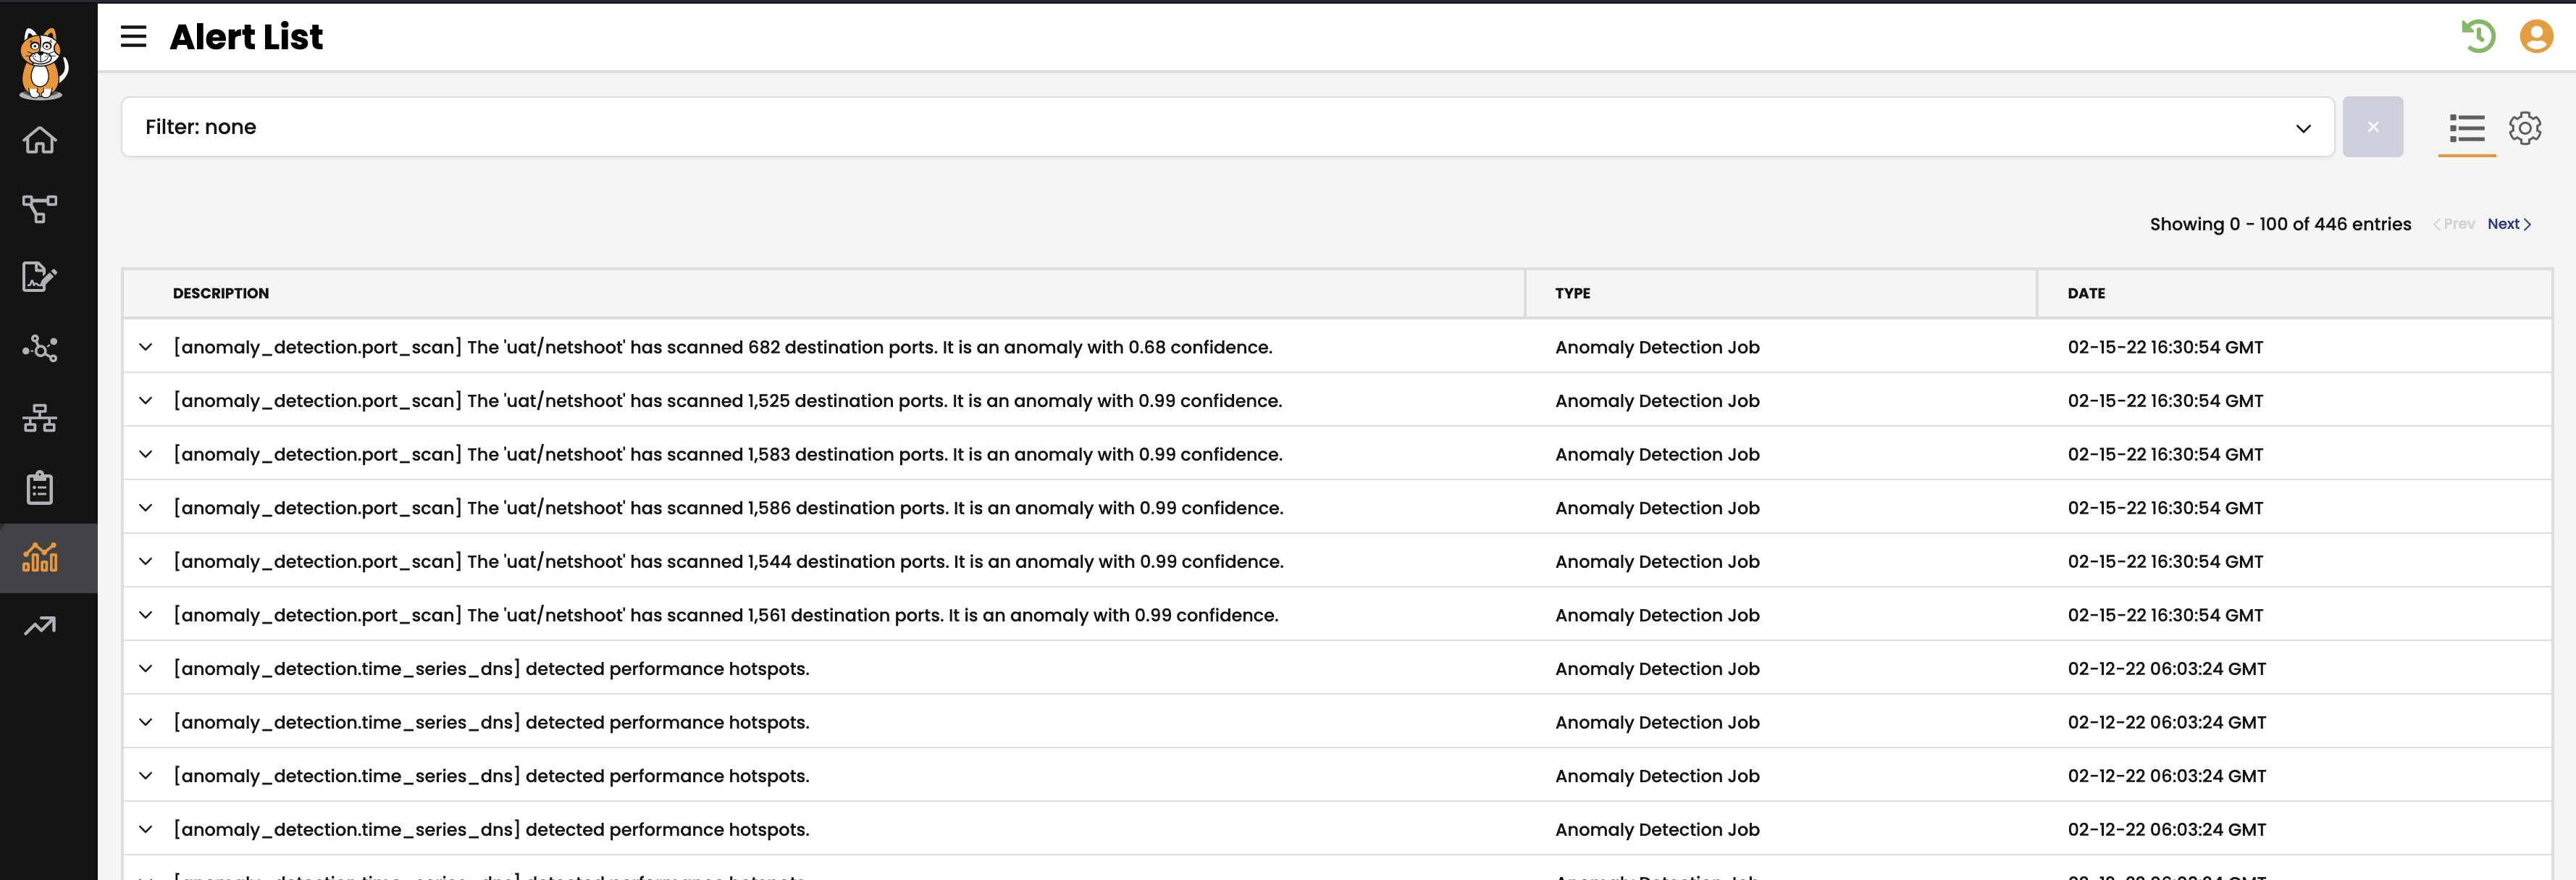 Alert List
Filter: none
Showing 0 - 100 of 446 entries Prev Next
DESCRIPTION TYPE DATE
[anomaly_detection.port_scan] The 'uat/netshoot' has scanned 682 destination ports. It is an anomaly with 0.68 confidence. Anomaly Detection Job 02-15-22 16:30:54 GMT
[anomaly_detection.port_scan] The 'uat/netshoot' has scanned 1,525 destination ports. It is an anomaly with 0.99 confidence. Anomaly Detection Job 02-15-22 16:30:54 GMT
[anomaly_detection.port_scan] The 'uat/netshoot' has scanned 1,583 destination ports. It is an anomaly with 0.99 confidence. Anomaly Detection Job 02-15-22 16:30:54 GMT
[anomaly_detection.port_scan] The 'uat/netshoot' has scanned 1,586 destination ports. It is an anomaly with 0.99 confidence. Anomaly Detection Job 02-15-22 16:30:54 GMT
[anomaly_detection.port_scan] The 'uat/netshoot' has scanned 1,544 destination ports. It is an anomaly with 0.99 confidence. Anomaly Detection Job 02-15-22 16:30:54 GMT
[anomaly_detection.port_scan] The 'uat/netshoot' has scanned 1,561 destination ports. It is an anomaly with 0.99 confidence. Anomaly Detection Job 02-15-22 16:30:54 GMT
[anomaly_detection.time_series_dns] detected performance hotspots. Anomaly Detection Job 02-12-22 06:03:24 GMT
[anomaly_detection.time_series_dns] detected performance hotspots. Anomaly Detection Job 02-12-22 06:03:24 GMT
[anomaly_detection.time_series_dns] detected performance hotspots. Anomaly Detection Job 02-12-22 06:03:24 GMT
[anomaly_detection.time_series_dns] detected performance hotspots. Anomaly Detection Job 02-12-22 06:03:24 GMT